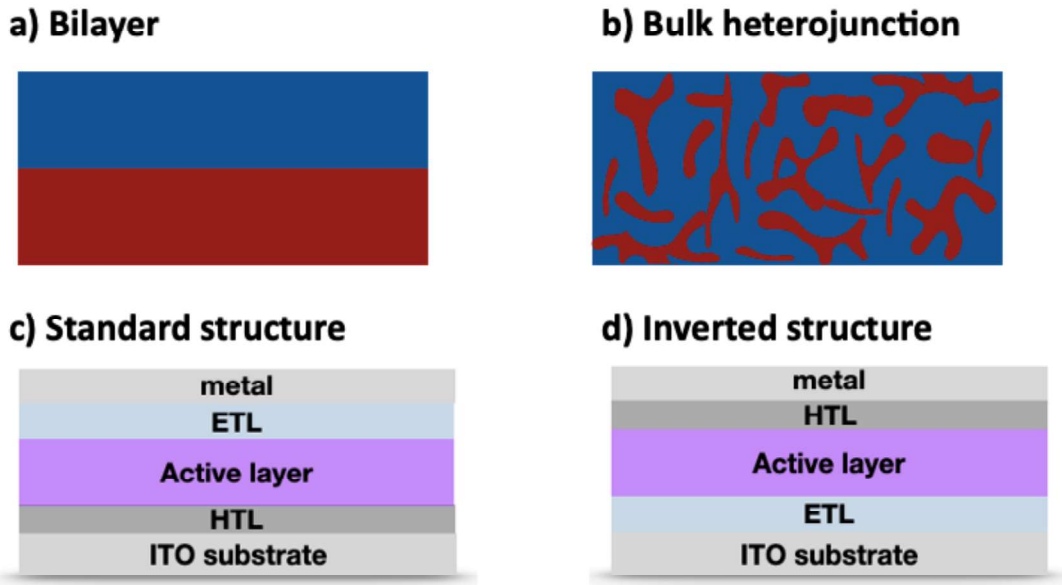 a) Bilayer
b) Bulk heterojunction
c) Standard structure
metal
ETL
Active layer
HTL
ITO substrate
d) Inverted structure
metal
HTL
Active layer
ETL
ITO substrate